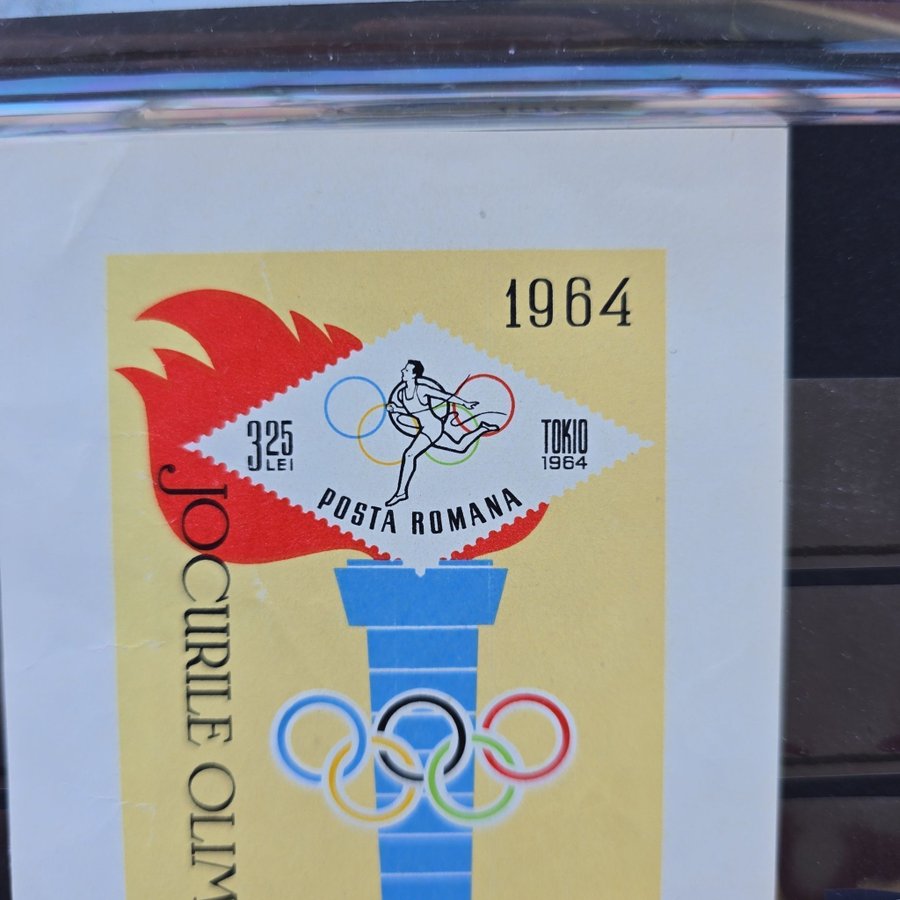 1964
3 25
LEI
TOKIO
1964
POSTA ROMANA
JOCURILE OLIM